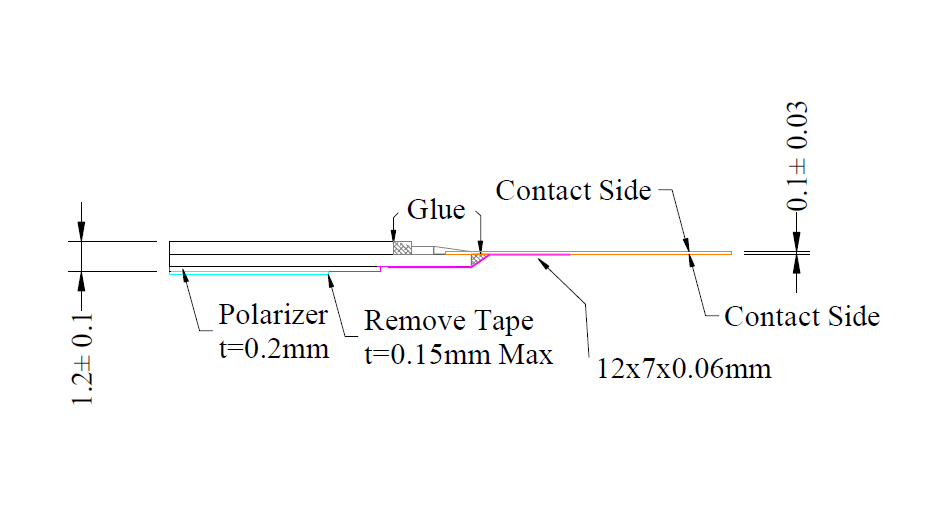 0.1± 0.03
Contact Side
Glue
Contact Side
Polarizer
t=0.2mm
Remove Tape
t=0.15mm Max
12x7x0.06mm
1.2± 0.1